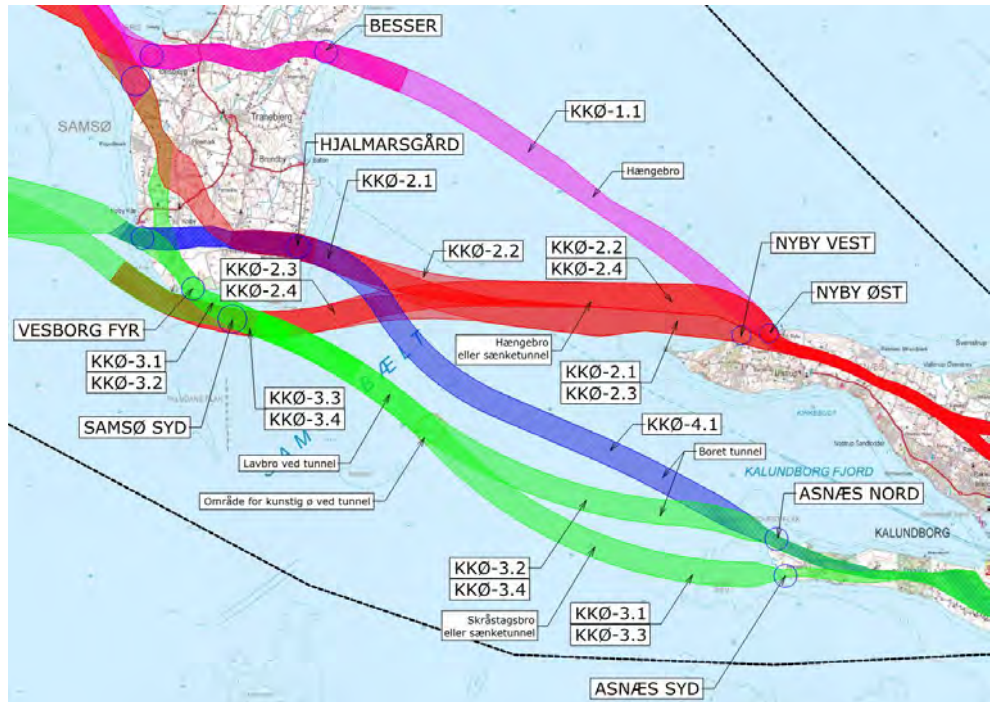 BESSER
KKØ-1.1
Tranebjerg
SAMSØ
Brundby
HJALMARSGÅRD
KKØ-2.1
Hængebro
KKØ-2.2
KKØ-2.2
KKØ-2.4
NYBY VEST
NYBY ØST
KKØ-2.3
KKØ-2.4
VESBORG FYR
Hængebro
eller sænketunnel
KKØ-3.1
KKØ-3.2
KKØ-2.1
KKØ-2.3
BÆLT
KKØ-3.3
KKØ-3.4
SAMSØ SYD
KKØ-4.1
SAM
Lavbro ved tunnel
Boret tunnel
KALUNDBORG FJORD
Område for kunstig ø ved tunnel
ASNÆS NORD
KALUNDBORG
KKØ-3.2
KKØ-3.4
KKØ-3.1
KKØ-3.3
Skråstagsbro
eller sænketunnel
ASNÆS SYD